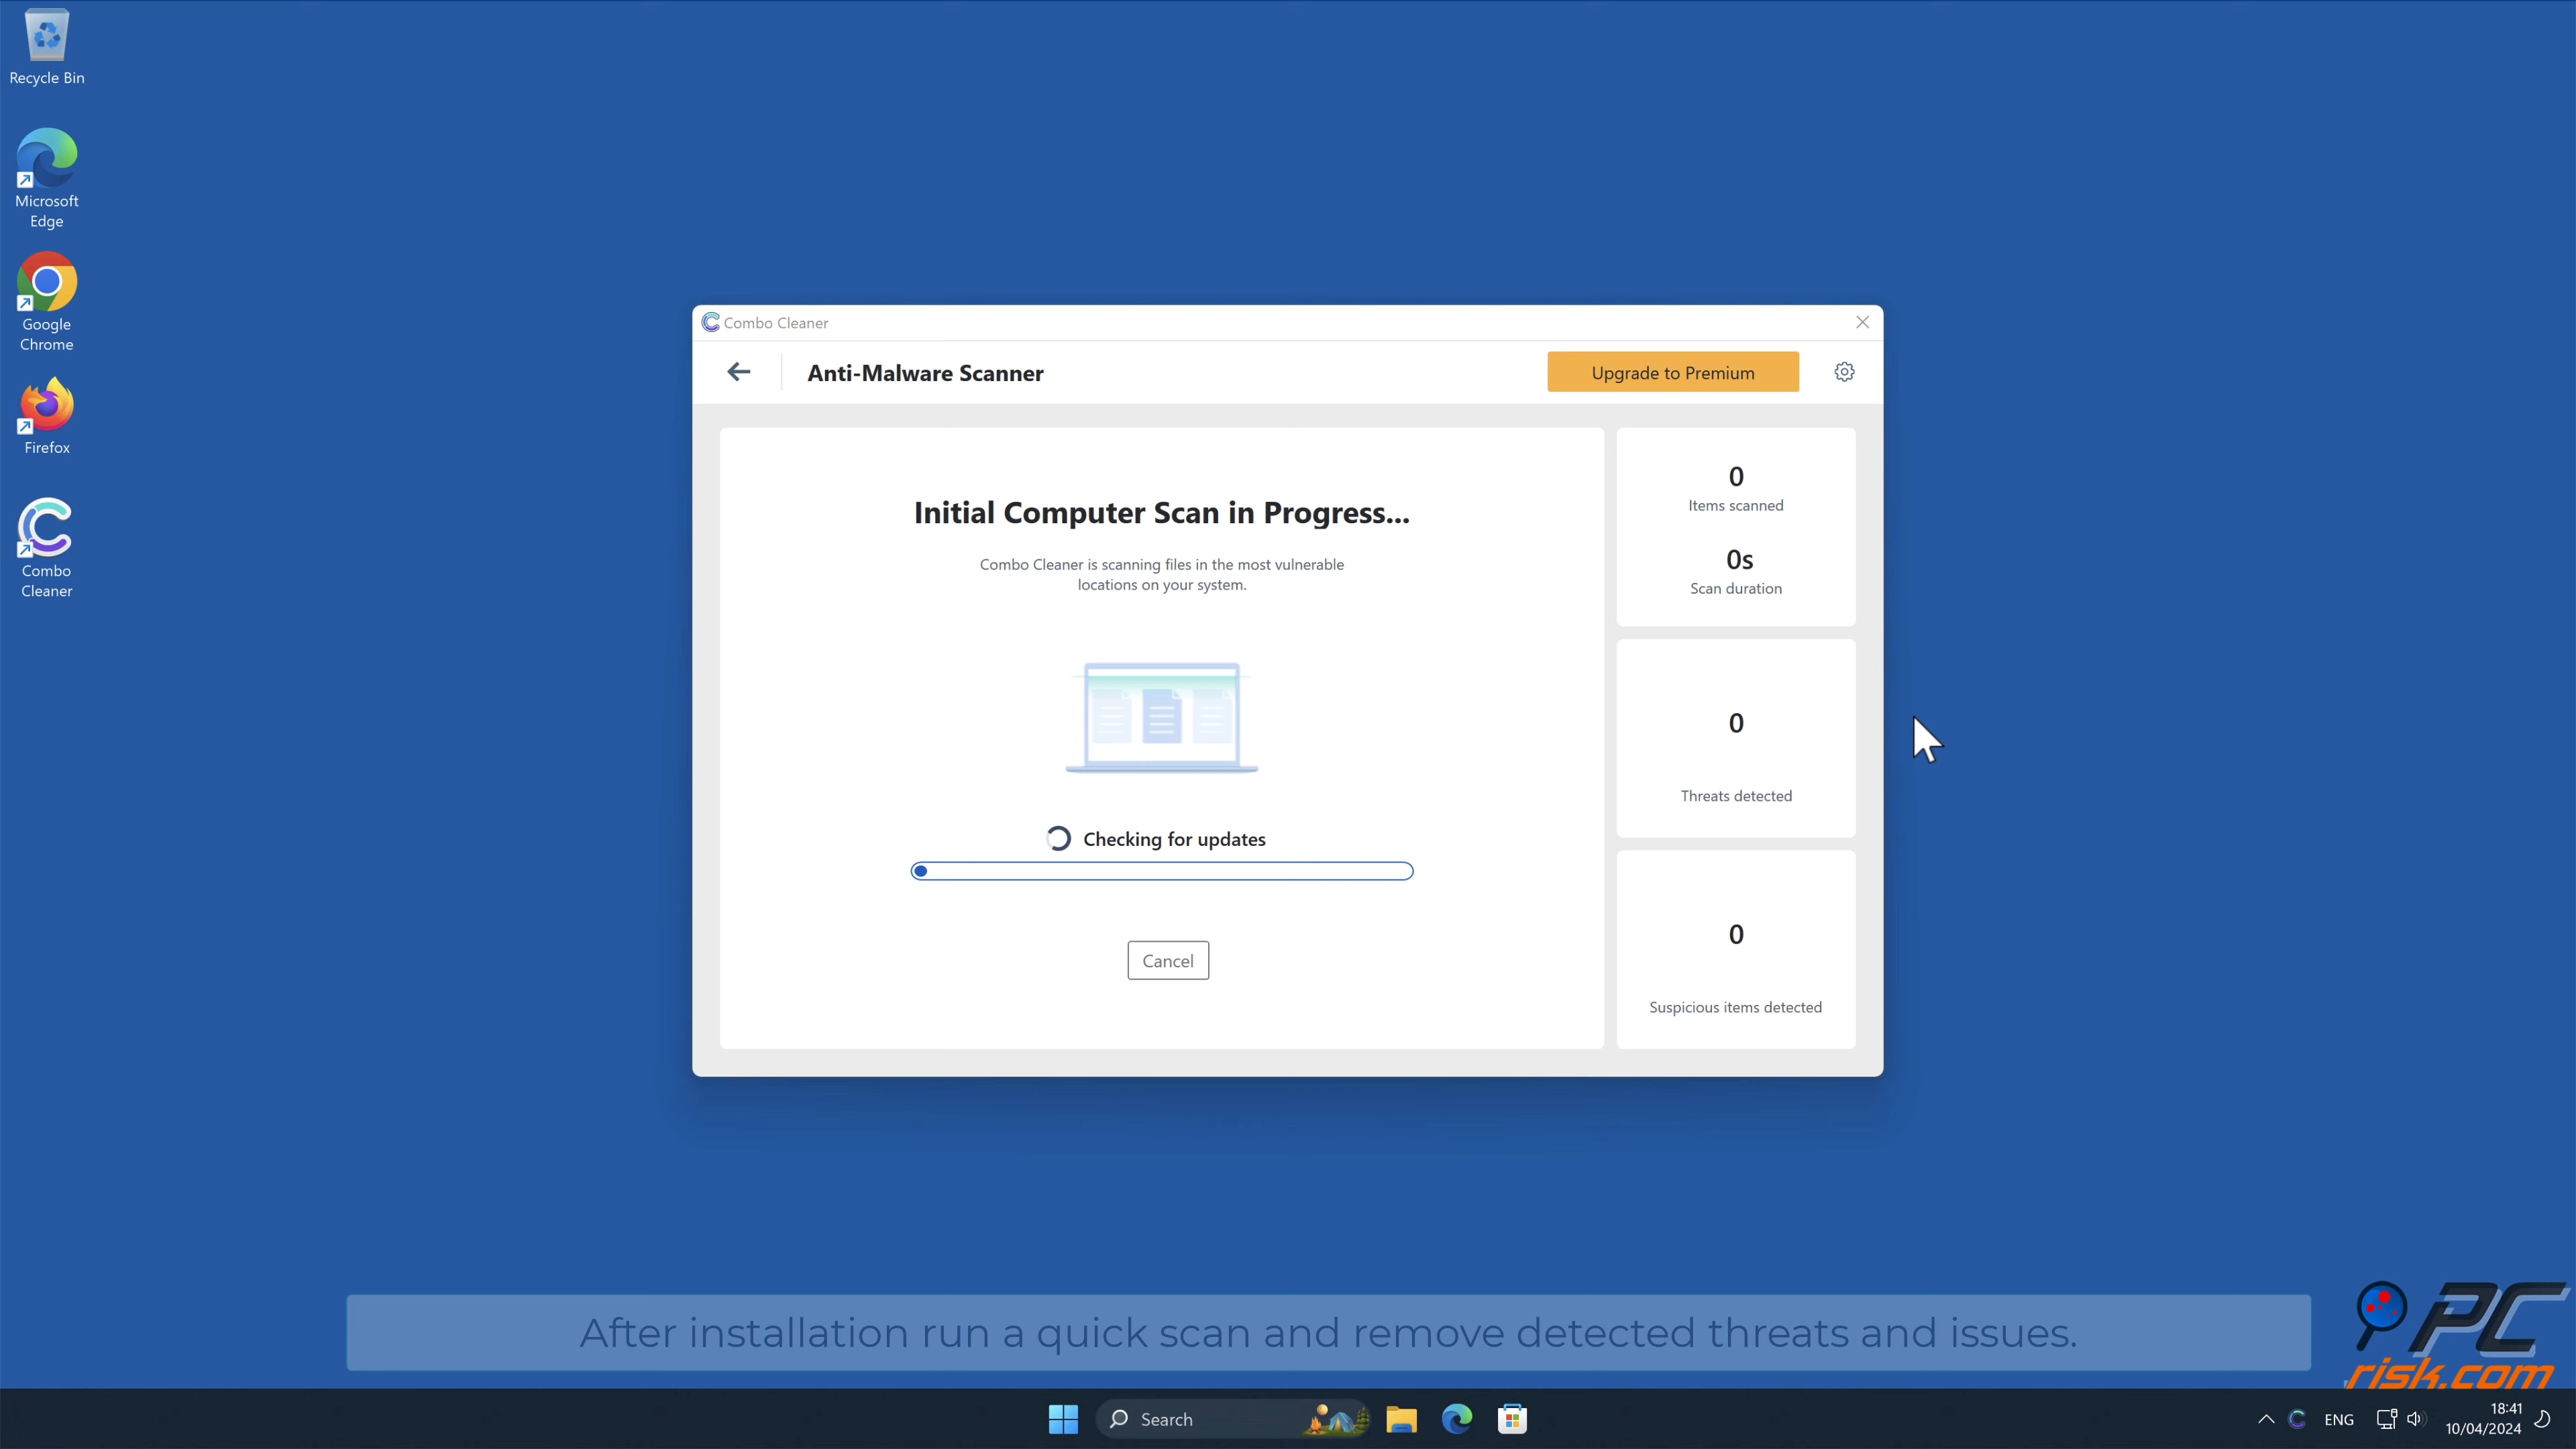 Recycle Bin
Microsoft
Edge
Google
Chrome
Firefox
Combo
Cleaner
Combo Cleaner
Anti-Malware Scanner
Upgrade to Premium
Initial Computer Scan in Progress...
Combo Cleaner is scanning files in the most vulnerable
locations on your system.
Checking for updates
Cancel
0
Items scanned
0s
Scan duration
0
Threats detected
0
Suspicious items detected
After installation run a quick scan and remove detected threats and issues.
PC
risk.com
Search
ENG
18:41
10/04/2024